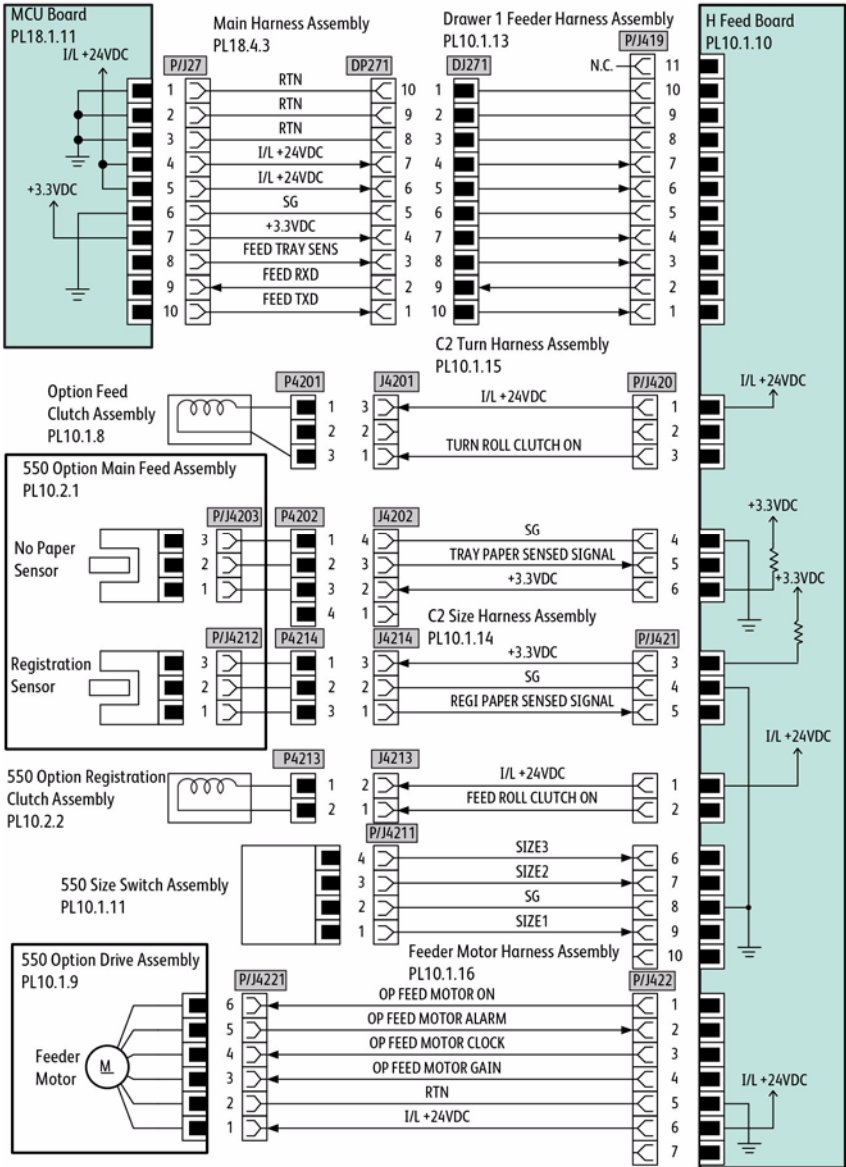 MCU Board
PL18.1.11
I/L +24VDC
+3.3VDC
Main Harness Assembly
PL18.4.3
Drawer 1 Feeder Harness Assembly
PL10.1.13
H Feed Board
PL10.1.10
P/J27 DP271 DJ271 P/J419
N.C. 11
1 RTN 10 1 10
2 RTN 9 2 9
3 RTN 8 3 8
4 I/L +24VDC 7 4 7
5 I/L +24VDC 6 5 6
6 SG 5 6 5
7 +3.3VDC 4 7 4
8 FEED TRAY SENS 3 8 3
9 FEED RXD 2 9 2
10 FEED TXD 1 10 1
C2 Turn Harness Assembly
PL10.1.15
Option Feed
Clutch Assembly
PL10.1.8
P4201 J4201 P/J420
1 3 I/L +24VDC 1 I/L +24VDC
2 2 2
3 1 TURN ROLL CLUTCH ON 3
550 Option Main Feed Assembly
PL10.2.1
No Paper
Sensor
P/J4203 P4202 J4202
3 1 4 SG 4
2 2 3 TRAY PAPER SENSED SIGNAL 5
1 3 2 +3.3VDC 6
4 1
+3.3VDC
+3.3VDC
C2 Size Harness Assembly
PL10.1.14
Registration
Sensor
P/J4212 P4214 J4214 P/J421
3 1 3 +3.3VDC 3
2 2 2 SG 4
1 3 1 REGI PAPER SENSED SIGNAL 5
550 Option Registration
Clutch Assembly
PL10.2.2
P4213 J4213
I/L +24VDC
1 2 I/L +24VDC 1
2 1 FEED ROLL CLUTCH ON 2
550 Size Switch Assembly
PL10.1.11
P/J4211
4 SIZE3 6
3 SIZE2 7
2 SG 8
1 SIZE1 9
10
Feeder Motor Harness Assembly
PL10.1.16
550 Option Drive Assembly
PL10.1.9
Feeder
Motor
M
P/J4221 P/J422
6 OP FEED MOTOR ON 1
5 OP FEED MOTOR ALARM 2
4 OP FEED MOTOR CLOCK 3
3 OP FEED MOTOR GAIN 4
2 RTN 5
1 I/L +24VDC 6
7
I/L +24VDC